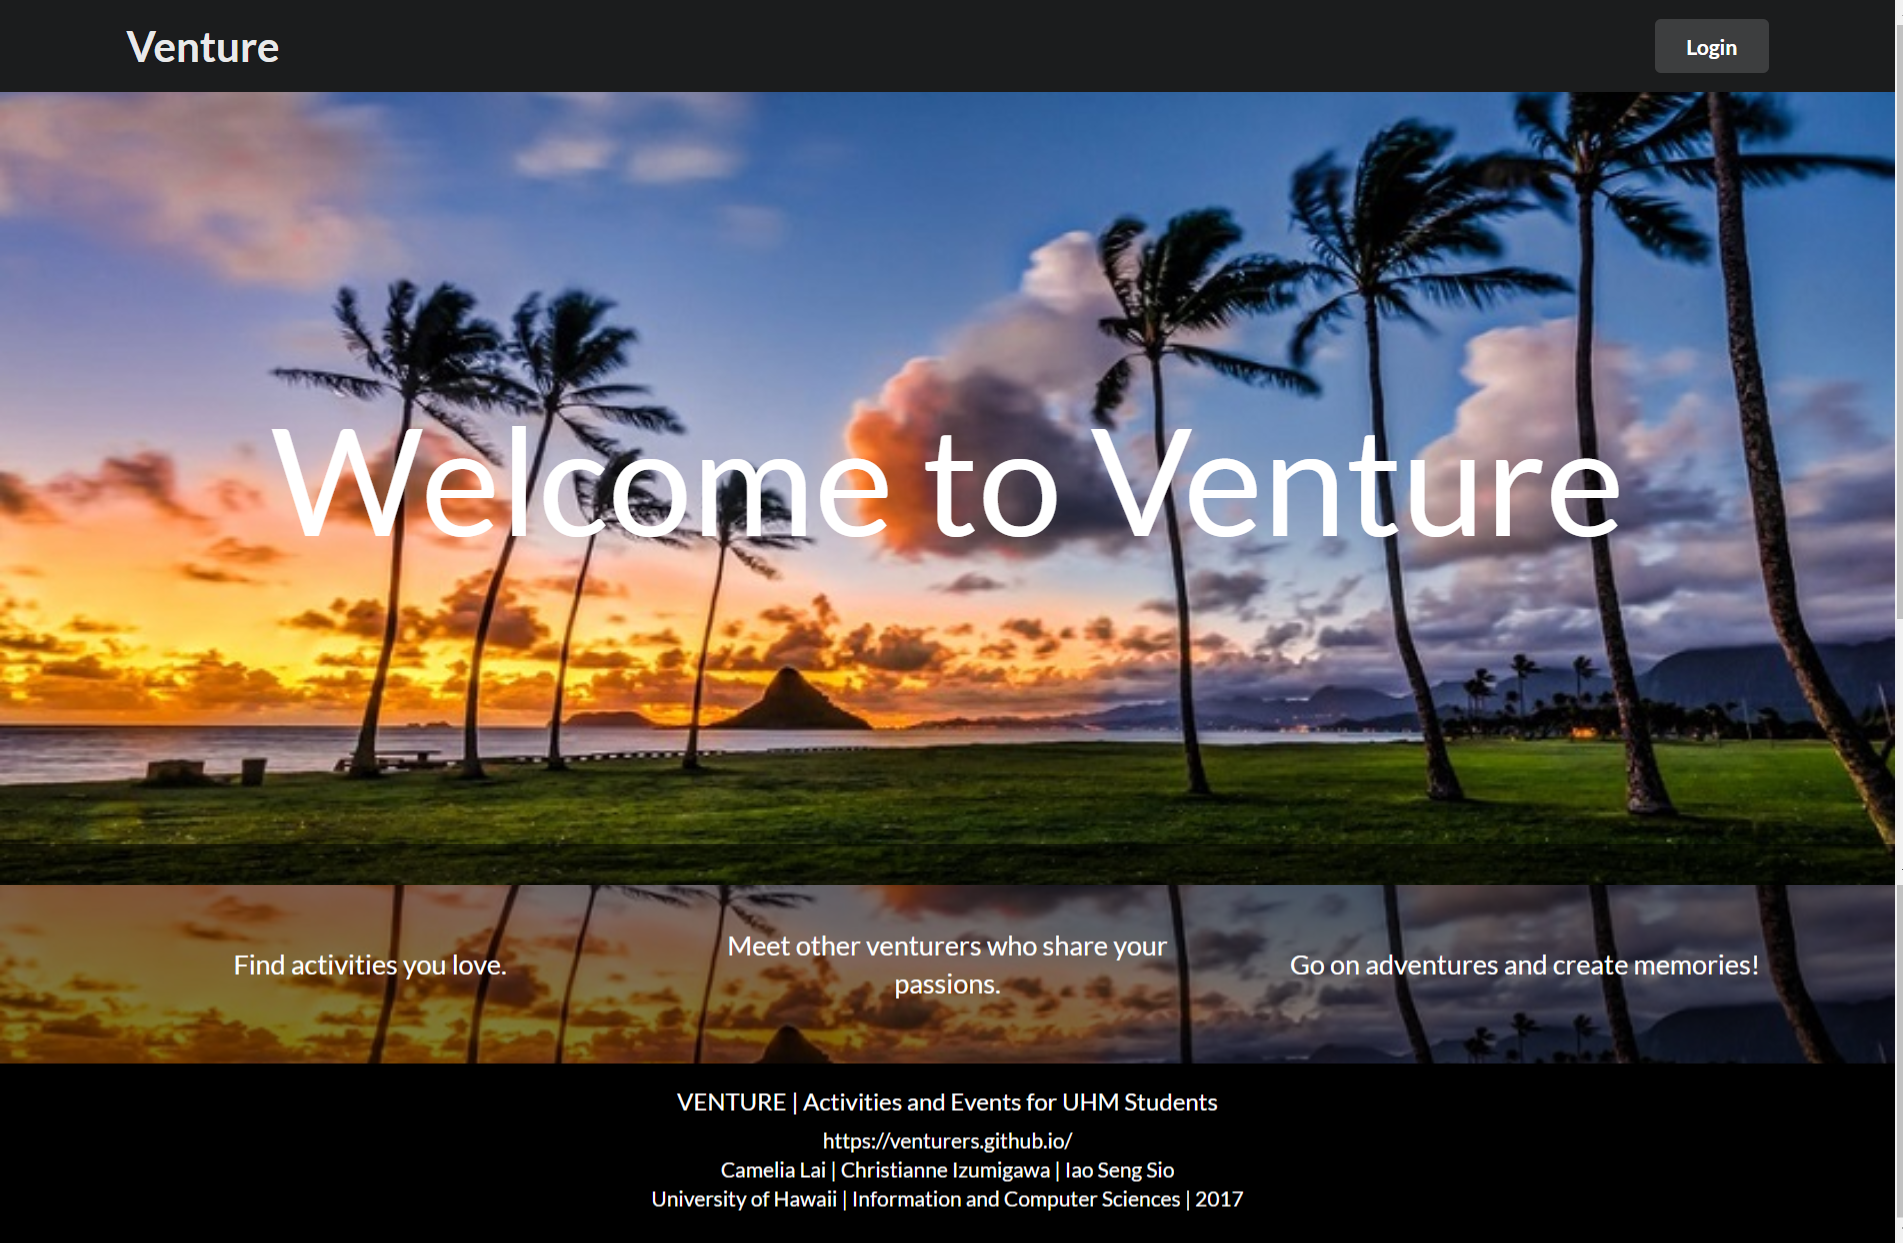 Venture
Login
Welcome to Venture
Find activities you love.
Meet other venturers who share your
passions.
Go on adventures and create memories!
VENTURE | Activities and Events for UHM Students
https://venturers.github.io/
Camelia Lai | Christianne Izumigawa | Iao Seng Sio
University of Hawaii | Information and Computer Sciences | 2017